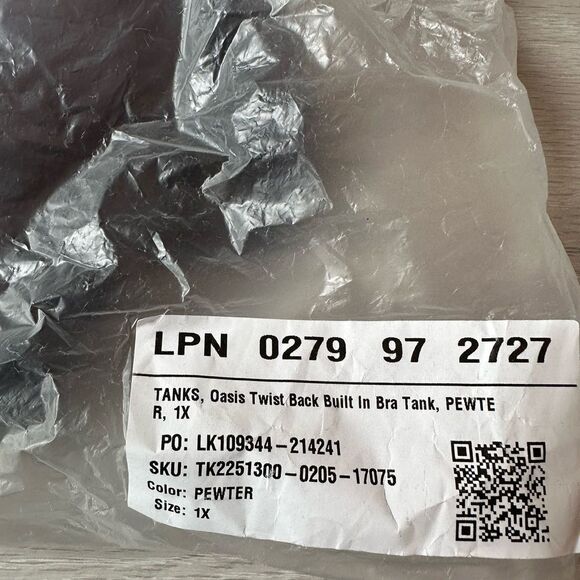 LPN 0279 97 2727
TANKS, Oasis Twist Back Built In Bra Tank, PEWTE
R, 1X
PO: LK109344-214241
SKU: TK2251300-0205-17075
Color: PEWTER
Size: 1X